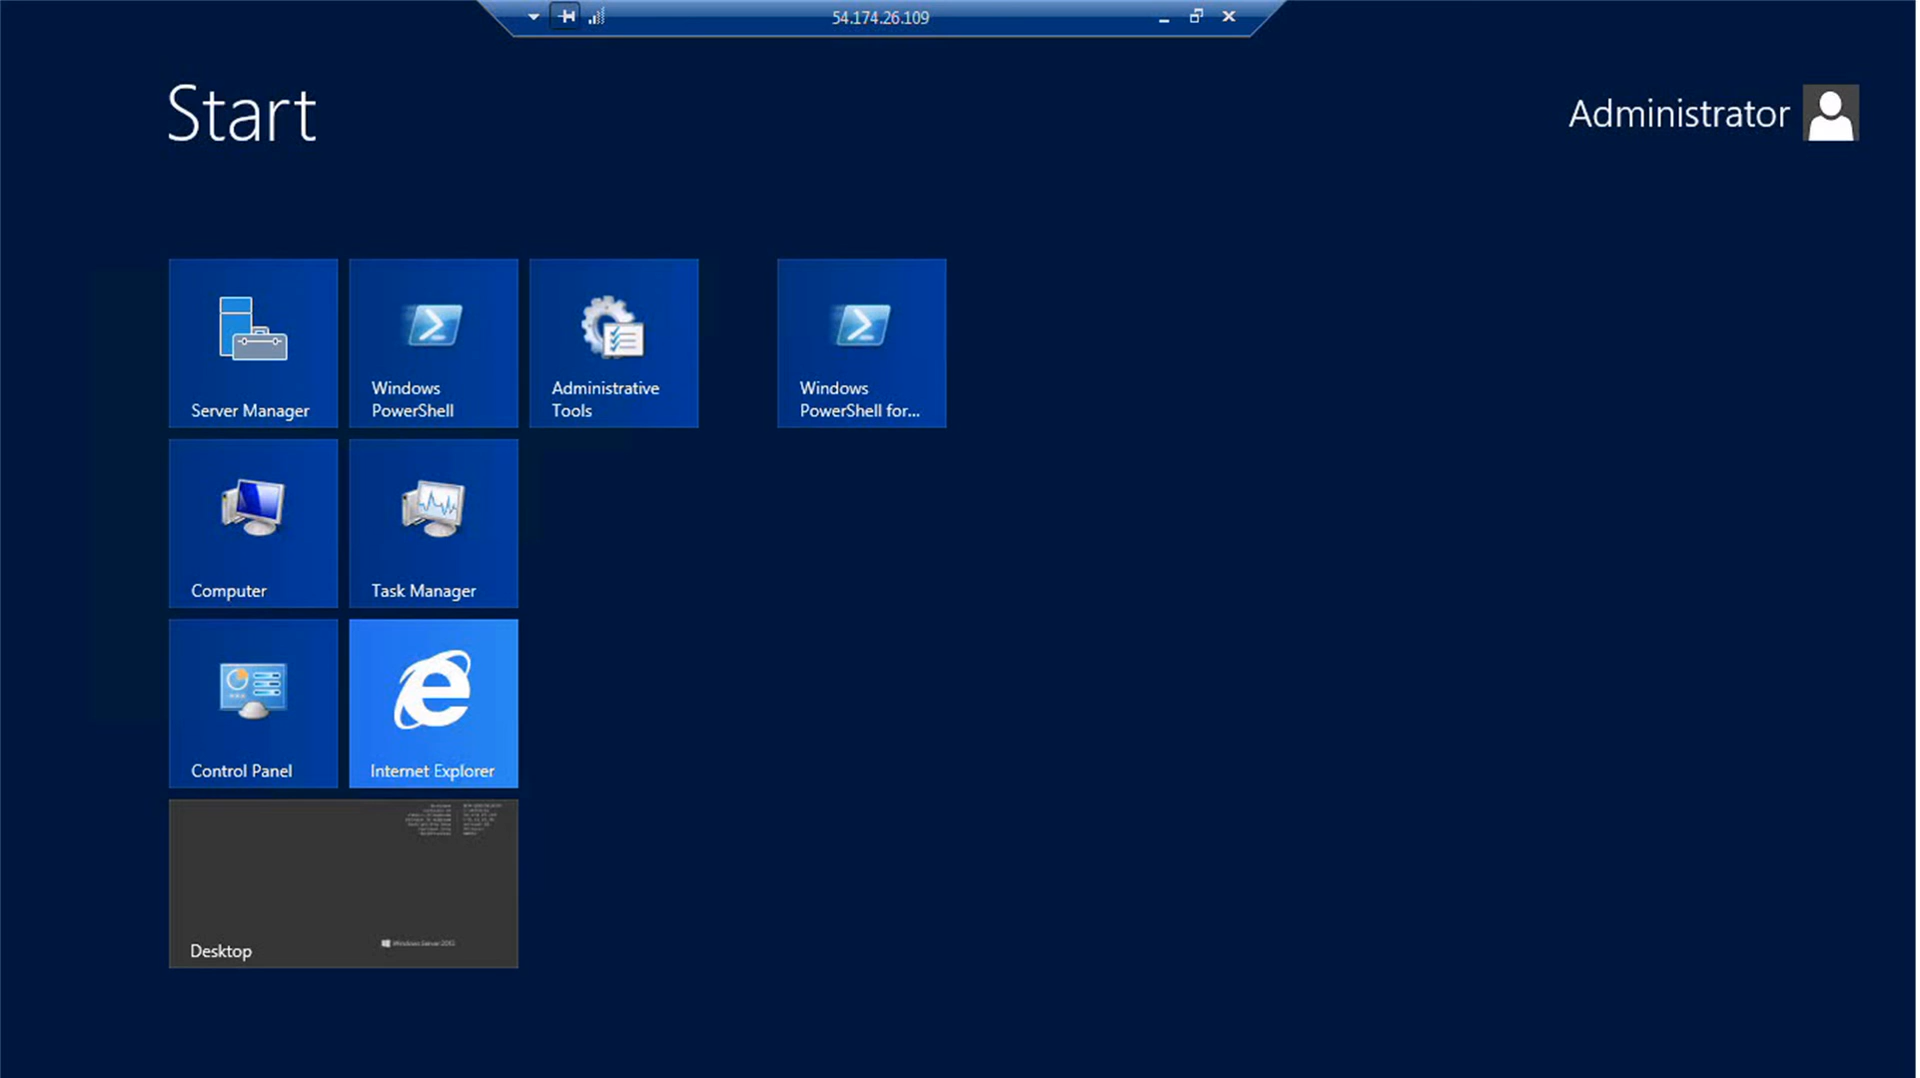 54.174.26.109
Start
Administrator
Server Manager
Windows
PowerShell
Administrative
Tools
Windows
PowerShell for...
Computer
Task Manager
Control Panel
Internet Explorer
Desktop